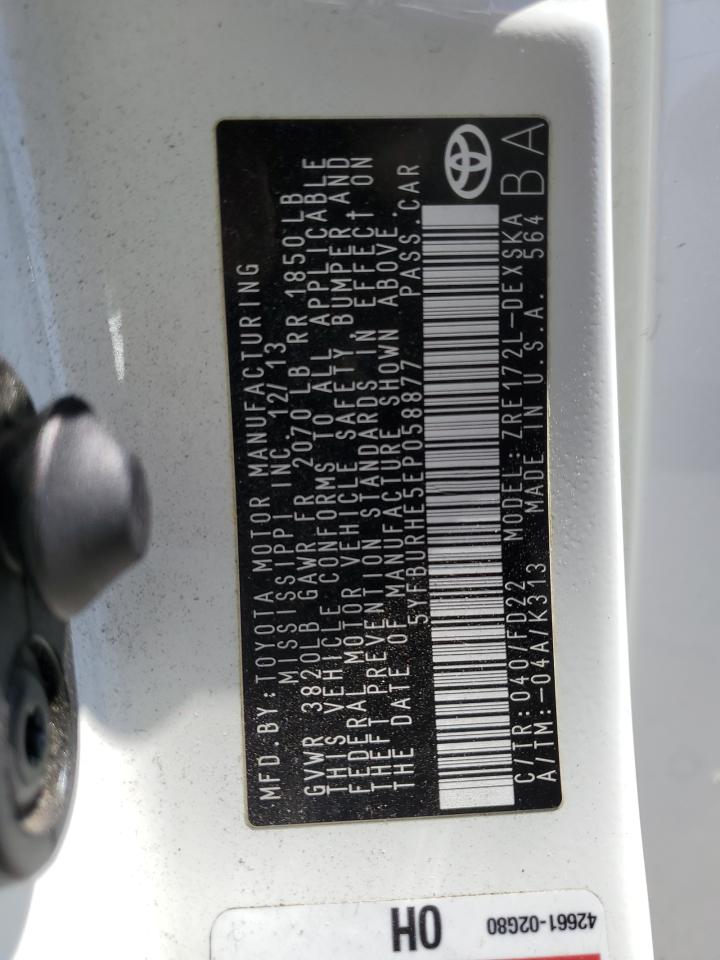 MFD.BY:TOYOTA MOTOR MANUFACTURING
MISSISSIPPI INC. 12/13
GVWR 3820LB GAWR FR 2070LB RR 1850LB
THIS VEHICLE CONFORMS TO ALL APPLICABLE
FEDERAL MOTOR VEHICLE SAFETY, BUMPER AND
THEFT PREVENTION STANDARDS IN EFFECT ON
THE DATE OF MANUFACTURE SHOWN ABOVE.
5YFBURHE5EP058877 PASS.CAR
C/TR:040/FD22 MODEL:ZRE172L-DEXSKA
A/TM:-04A/K313 MADE IN U.S.A. 564
BA
OH
42661-02G80